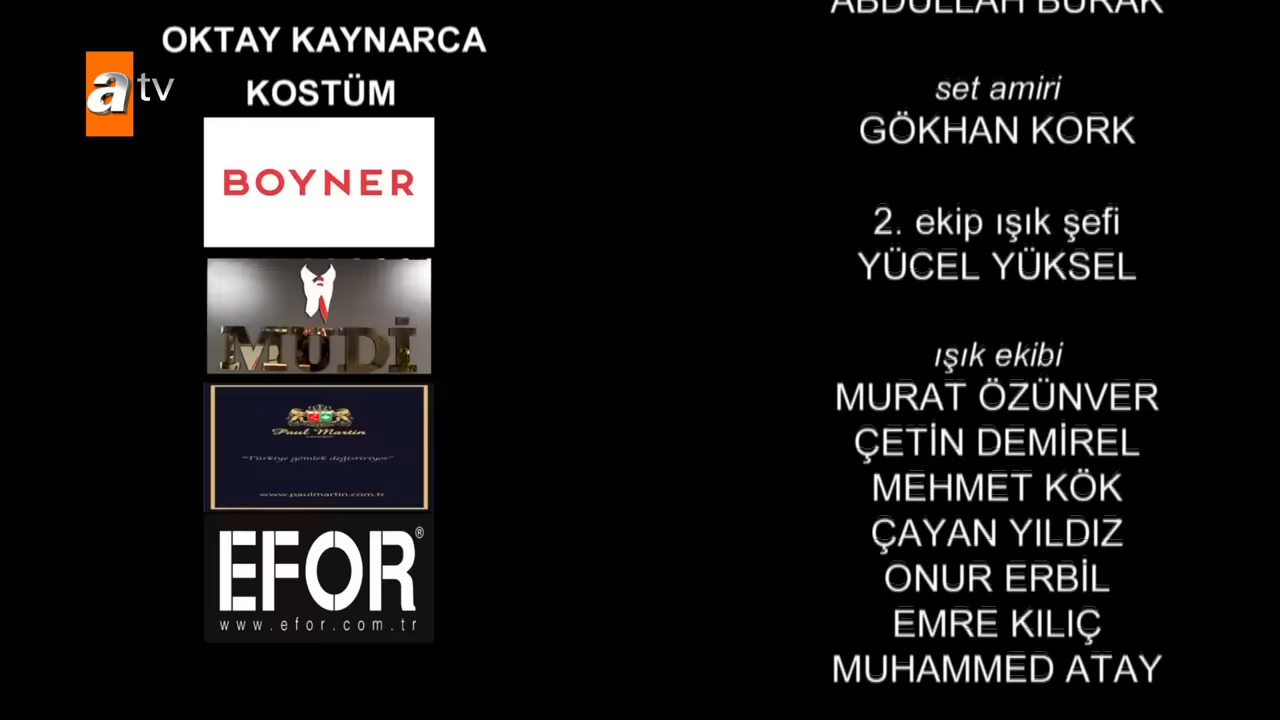 OKTAY KAYNARCA
KOSTÜM
atv
BOYNER
MUDİ
Paul Martin
"Türkiye gömlek değiştiriyor"
www.paulmartin.com.tr
EFOR®
www.efor.com.tr
ABDULLAH BURAK
set amiri
GÖKHAN KORK
2. ekip ışık şefi
YÜCEL YÜKSEL
ışık ekibi
MURAT ÖZÜNVER
ÇETİN DEMİREL
MEHMET KÖK
ÇAYAN YILDIZ
ONUR ERBİL
EMRE KILIÇ
MUHAMMED ATAY